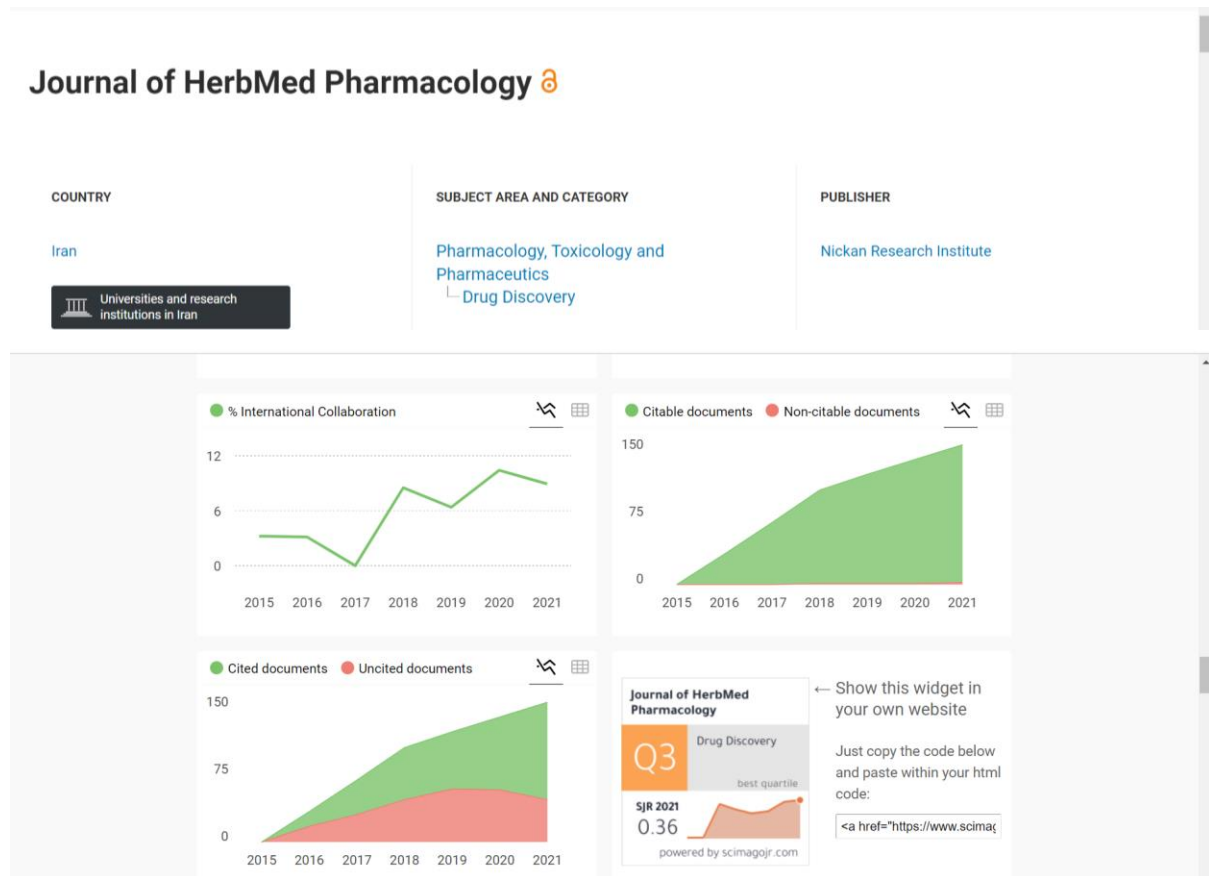 Journal of HerbMed Pharmacology
COUNTRY
Iran
Universities and research
institutions in Iran
SUBJECT AREA AND CATEGORY
Pharmacology, Toxicology and
Pharmaceutics
Drug Discovery
PUBLISHER
Nickan Research Institute
% International Collaboration
12
6
0
2015 2016 2017 2018 2019 2020 2021
Citable documents Non-citable documents
150
75
0
2015 2016 2017 2018 2019 2020 2021
Cited documents Uncited documents
150
75
0
2015 2016 2017 2018 2019 2020 2021
Journal of HerbMed
Pharmacology
Q3
Drug Discovery
best quartile
SJR 2021
0.36
powered by scimagojr.com
← Show this widget in
your own website
Just copy the code below
and paste within your html
code:
<a href="https://www.scimag